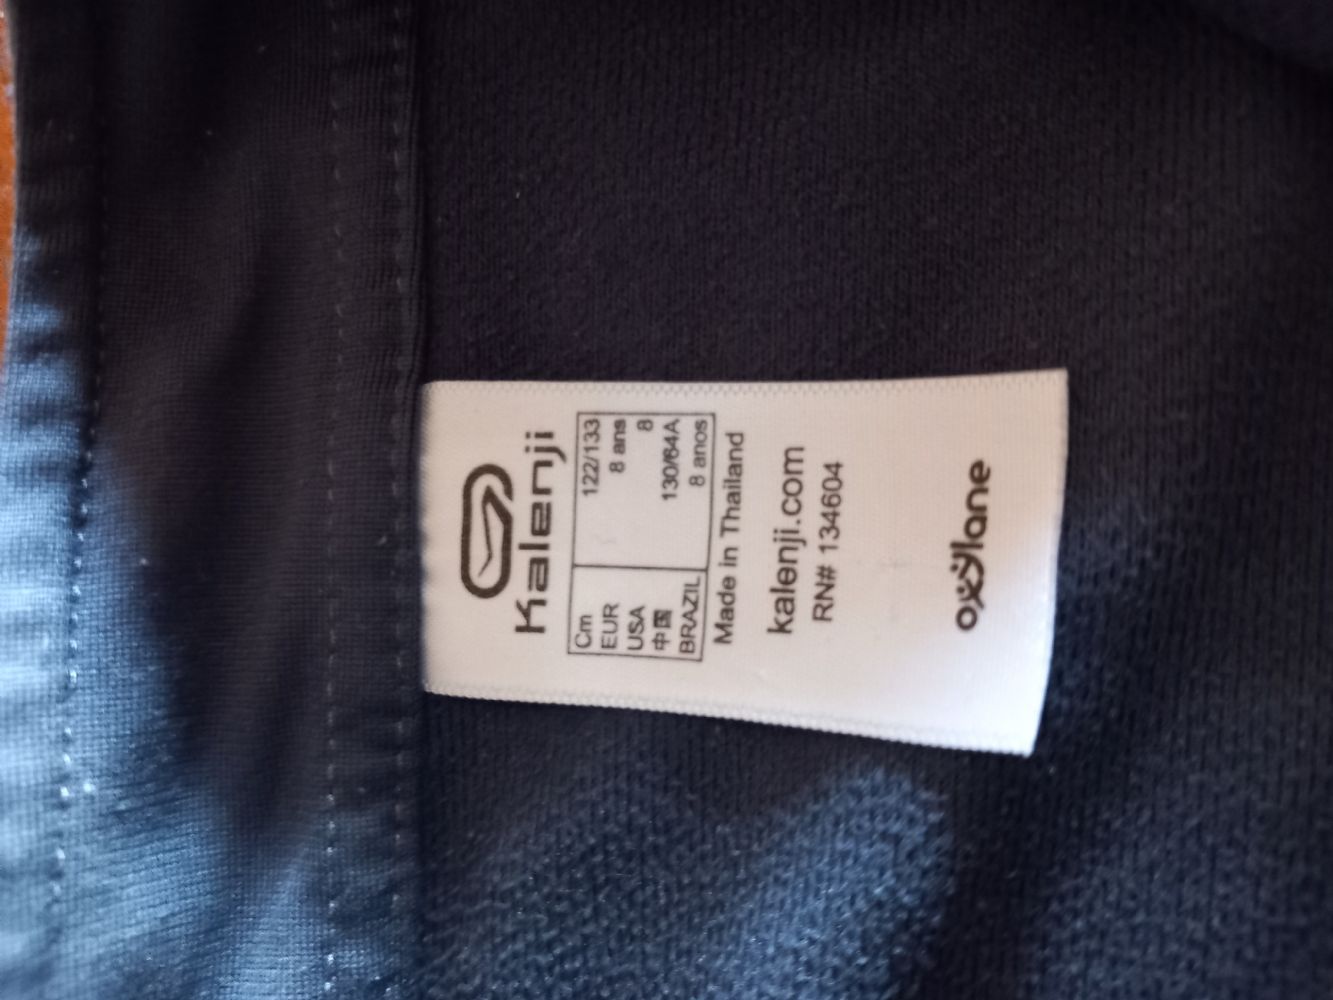 Kalenji
Cm 122/133
EUR 8 ans
USA 8
中国 130/64A
BRAZIL 8 anos
Made in Thailand
kalenji.com
RN# 134604
oxylane